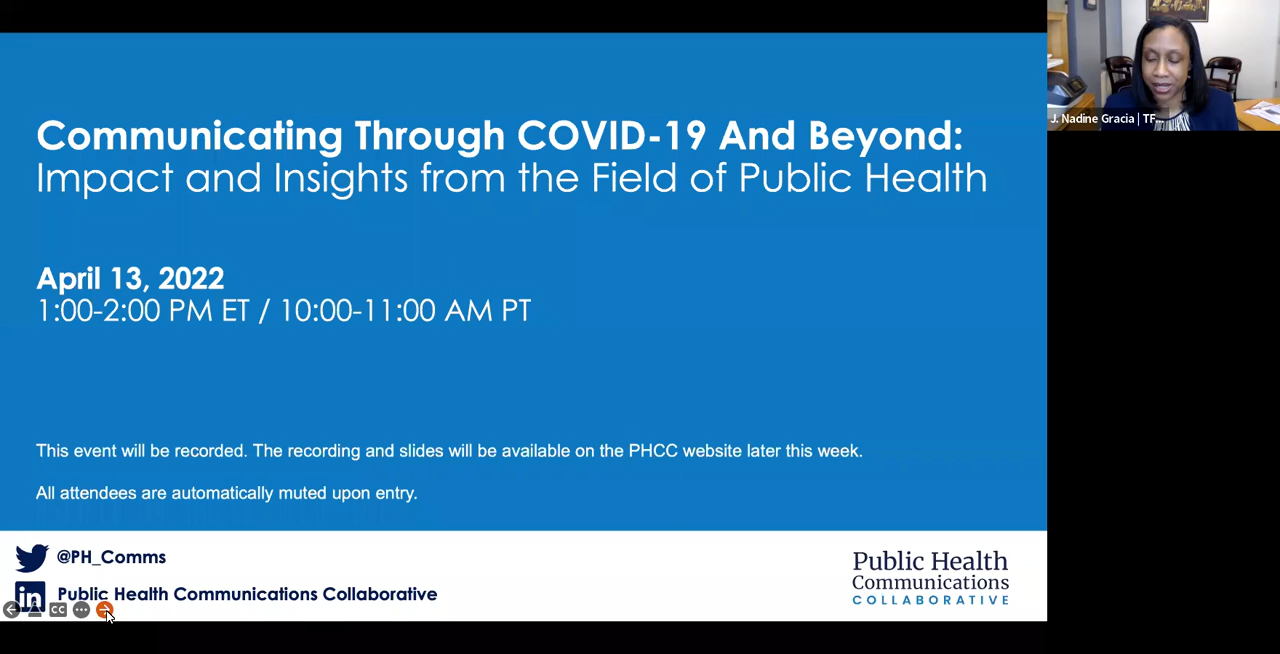 Communicating Through COVID-19 And Beyond:
Impact and Insights from the Field of Public Health
April 13, 2022
1:00-2:00 PM ET / 10:00-11:00 AM PT
This event will be recorded. The recording and slides will be available on the PHCC website later this week.
All attendees are automatically muted upon entry.
@PH_Comms
in Public Health Communications Collaborative
CC
Public Health
Communications
COLLABORATIVE
J. Nadine Gracia | TF...